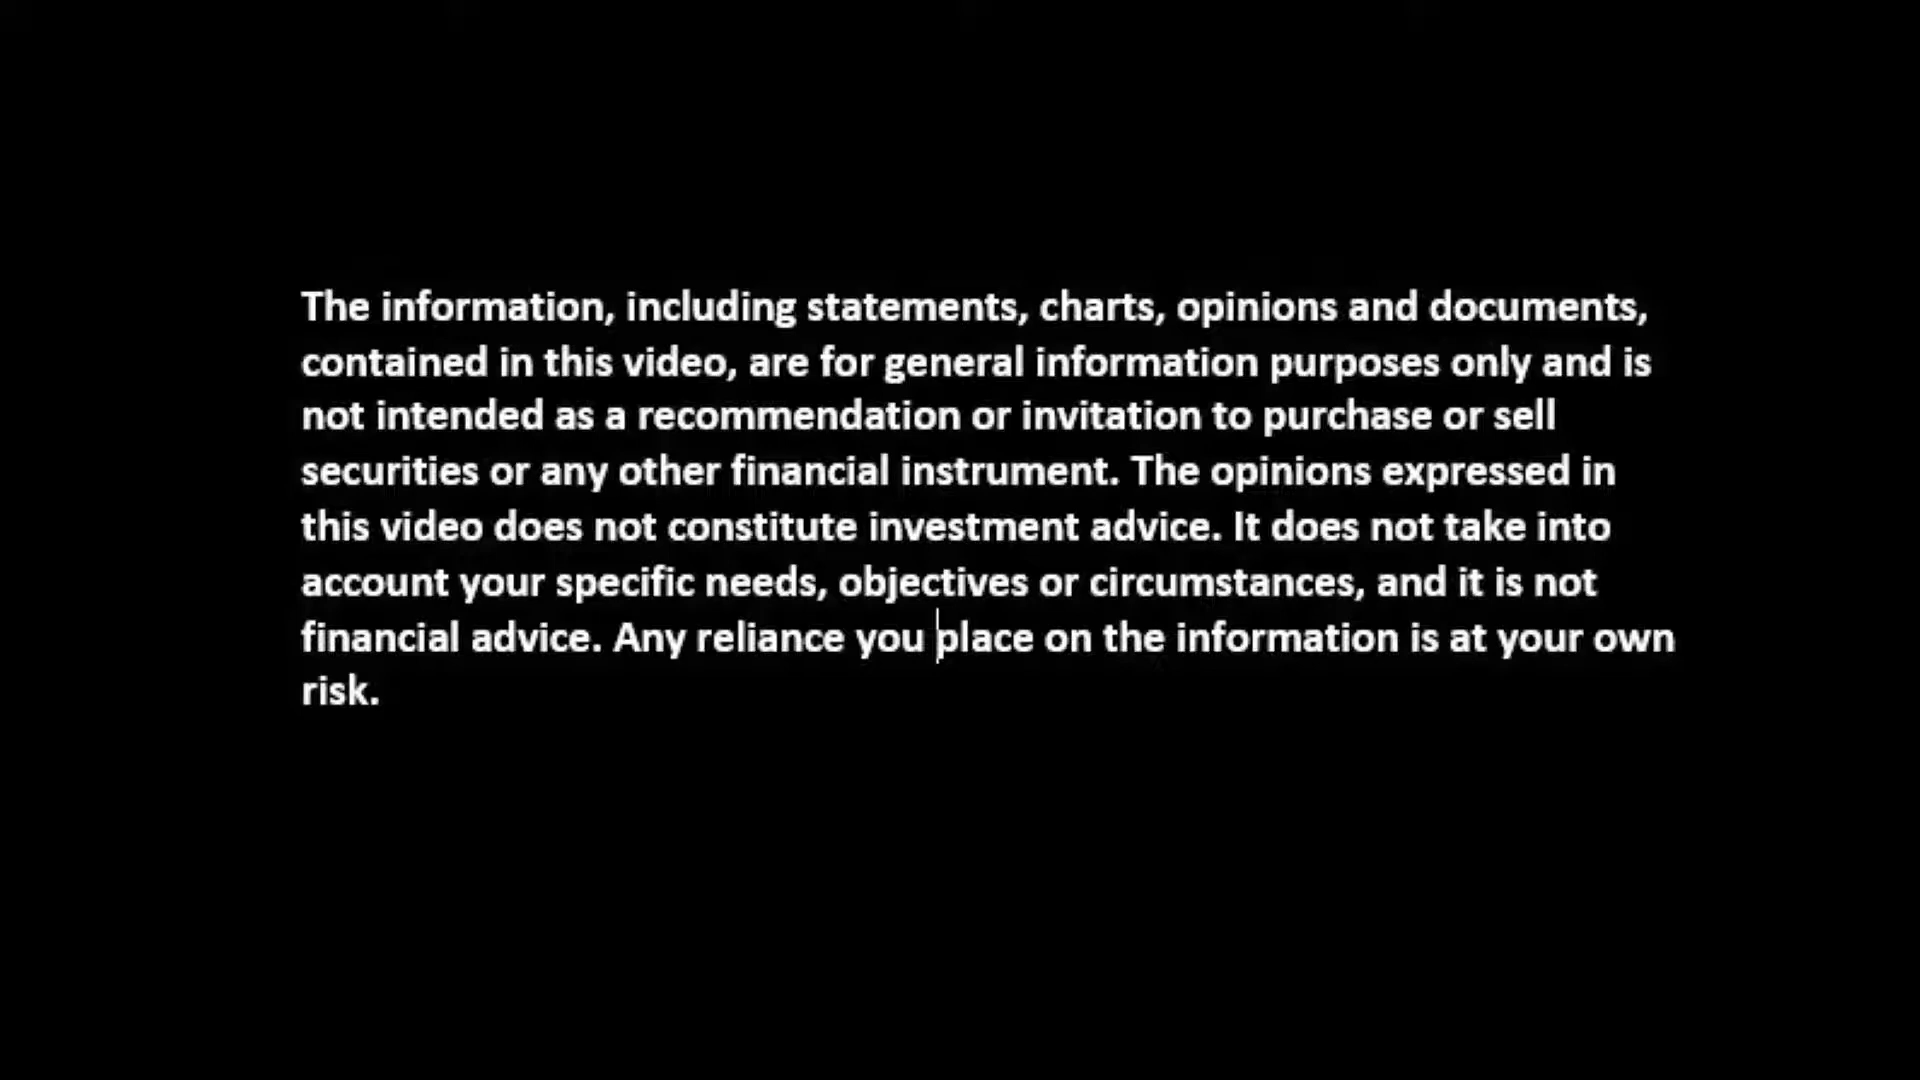 The information, including statements, charts, opinions and documents,
contained in this video, are for general information purposes only and is
not intended as a recommendation or invitation to purchase or sell
securities or any other financial instrument. The opinions expressed in
this video does not constitute investment advice. It does not take into
account your specific needs, objectives or circumstances, and it is not
financial advice. Any reliance you place on the information is at your own
risk.